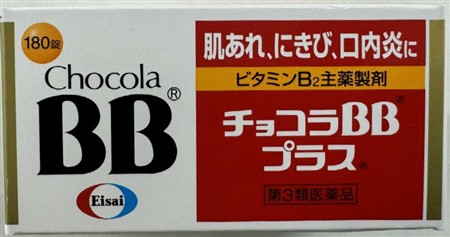 180錠
Chocola
BB®
Eisai
肌あれ、にきび、口内炎に
ビタミンB₂主薬製剤
チョコラBB®
プラス®
第3類医薬品